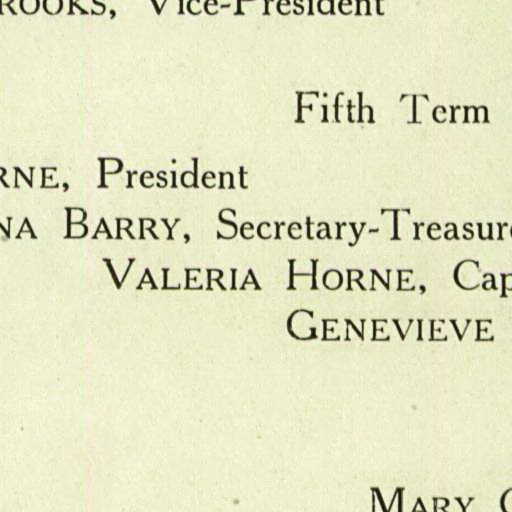 ROOKS, Vice-President
Fifth Term
RNE, President
NA BARRY, Secretary-Treasure
VALERIA HORNE, Cap
GENEVIEVE
MARY